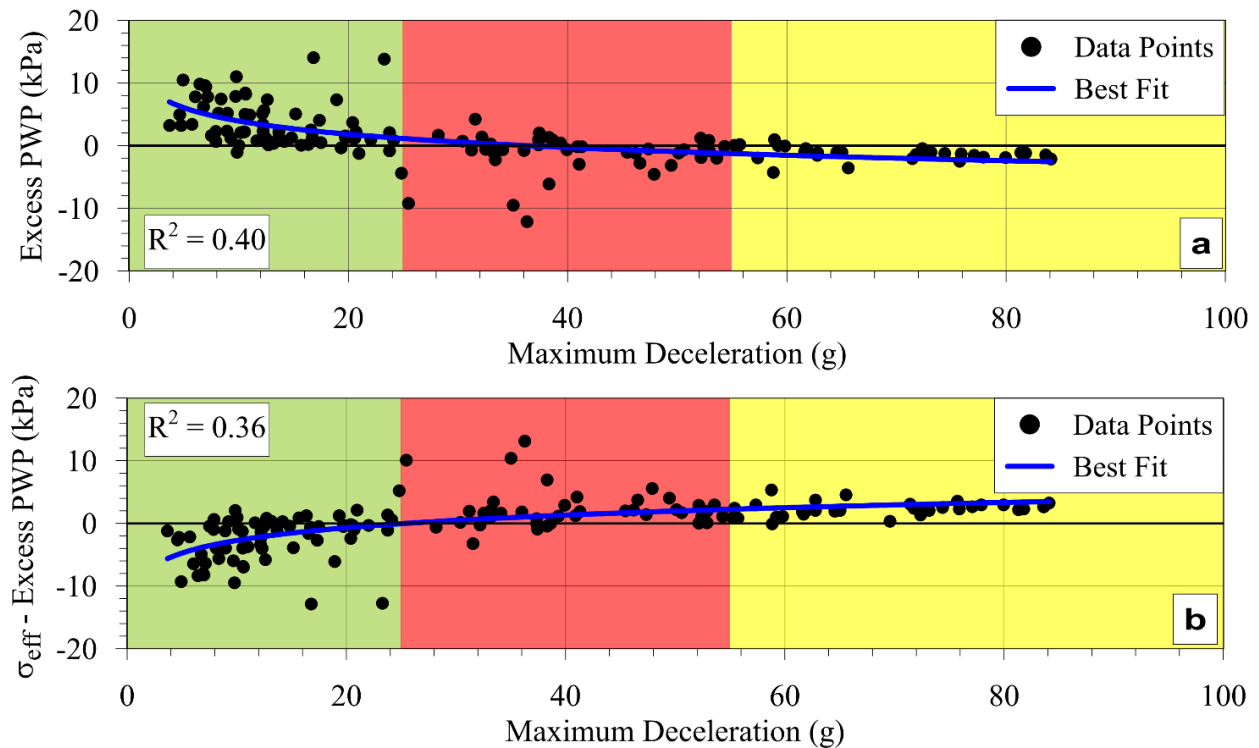 Excess PWP (kPa)
20
10
0
-10
-20
Data Points
Best Fit
R² = 0.40
a
0 20 40 60 80 100
Maximum Deceleration (g)
σeff - Excess PWP (kPa)
20
10
0
-10
-20
R² = 0.36
Data Points
Best Fit
b
0 20 40 60 80 100
Maximum Deceleration (g)